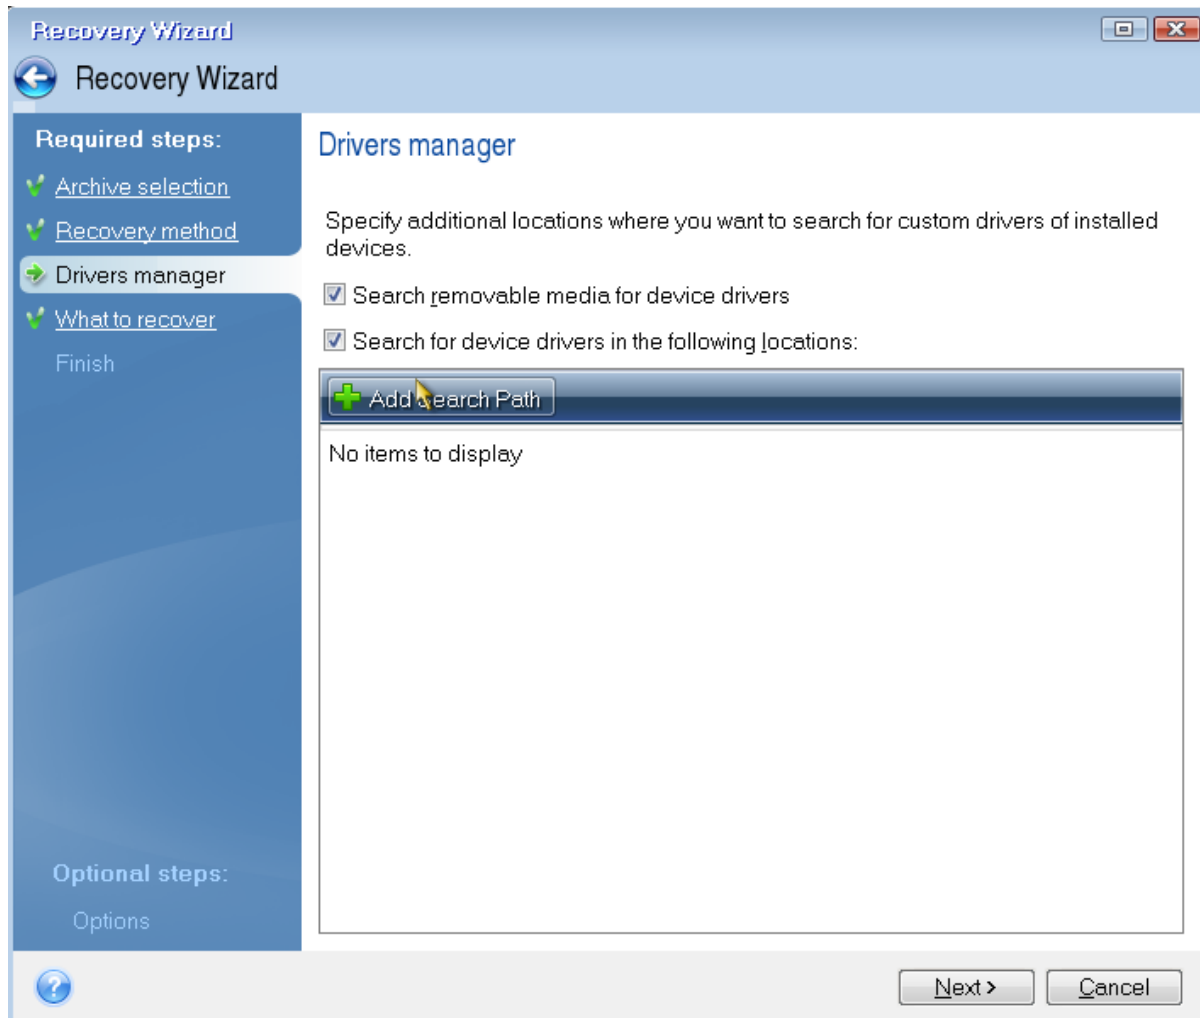 Recovery Wizard
Recovery Wizard
Required steps:
Archive selection
Recovery method
Drivers manager
What to recover
Finish
Optional steps:
Options
Drivers manager
Specify additional locations where you want to search for custom drivers of installed
devices.
Search removable media for device drivers
Search for device drivers in the following locations:
Add Search Path
No items to display
?
Next >
Cancel